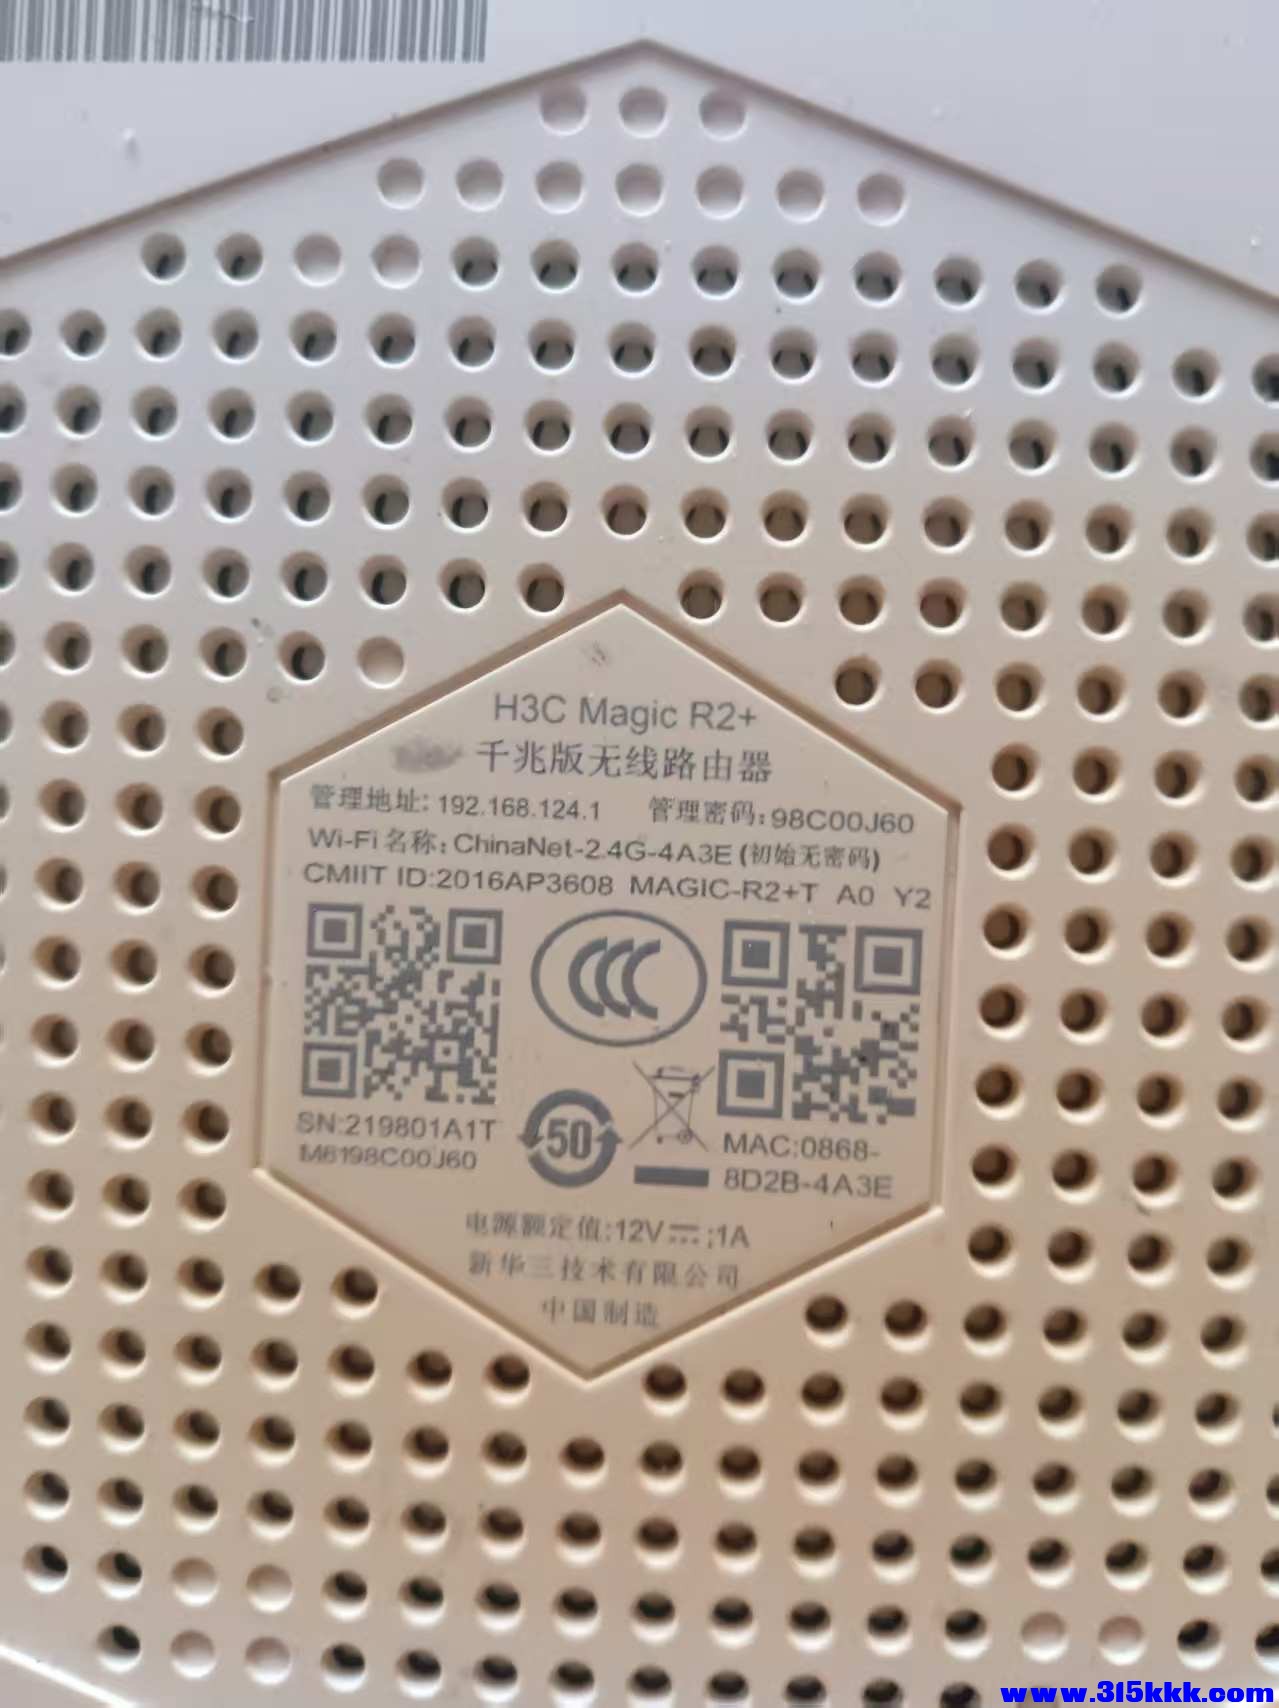 H3C Magic R2+
千兆版无线路由器
管理地址: 192.168.124.1 管理密码: 98C00J60
Wi-Fi 名称: ChinaNet-2.4G-4A3E (初始无密码)
CMIIT ID:2016AP3608 MAGIC-R2+T A0 Y2
CCC
SN:219801A1T
M6198C00J60
50
MAC:0868-
8D2B-4A3E
电源额定值:12V⎓;1A
新华三技术有限公司
中国制造
www.315kkk.com